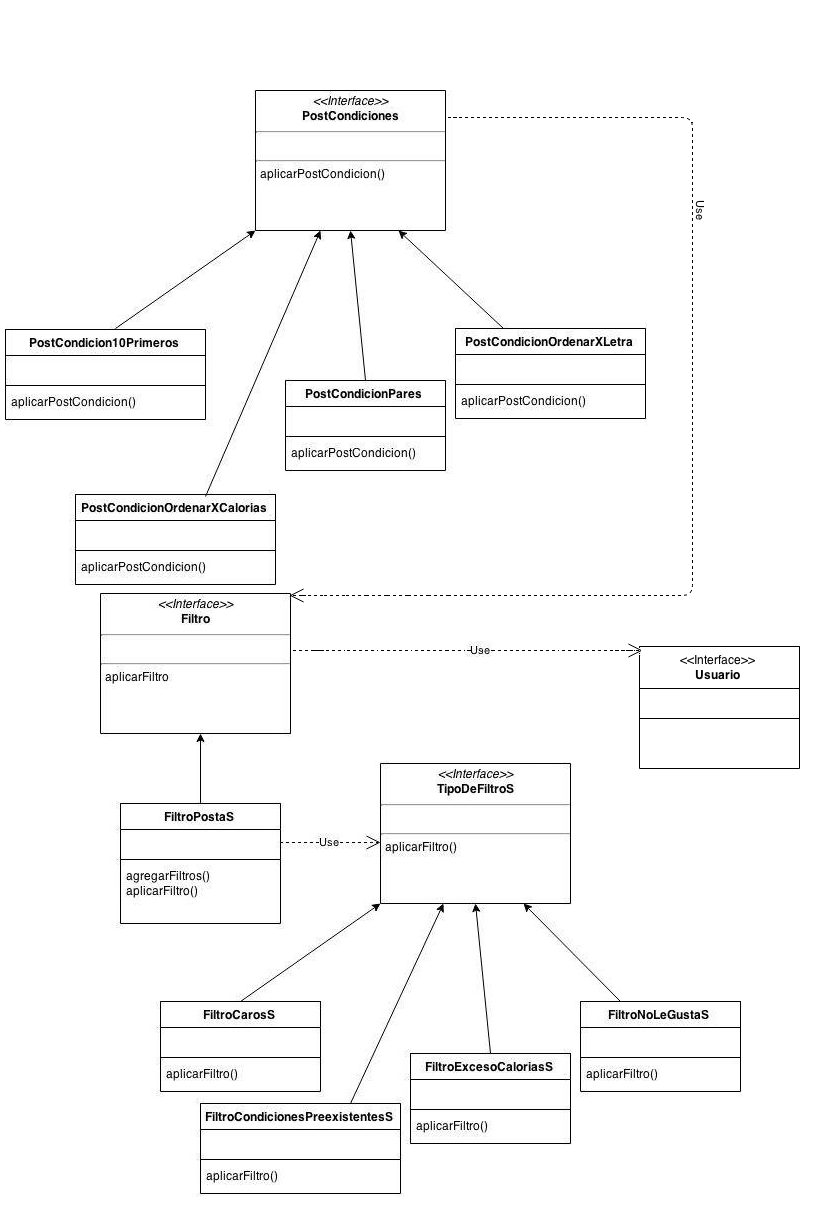 <<Interface>>
PostCondiciones
aplicarPostCondicion()
Use
PostCondicion10Primeros
aplicarPostCondicion()
PostCondicionOrdenarXLetra
aplicarPostCondicion()
PostCondicionPares
aplicarPostCondicion()
PostCondicionOrdenarXCalorias
aplicarPostCondicion()
<<Interface>>
Filtro
aplicarFiltro
Use
<<Interface>>
Usuario
<<Interface>>
TipoDeFiltroS
aplicarFiltro()
FiltroPostaS
agregarFiltros()
aplicarFiltro()
Use
FiltroCarosS
aplicarFiltro()
FiltroNoLeGustaS
aplicarFiltro()
FiltroExcesoCaloriasS
aplicarFiltro()
FiltroCondicionesPreexistentesS
aplicarFiltro()